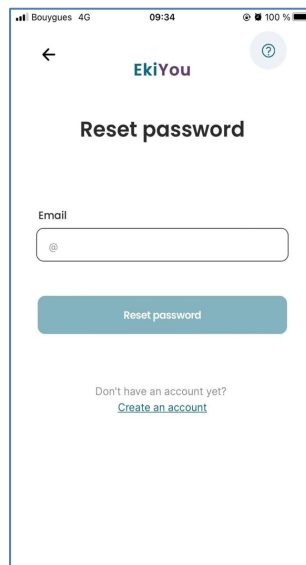 Bouygues 4G 09:34 100 %
?
EkiYou
Reset password
Email
@
Reset password
Don't have an account yet?
Create an account